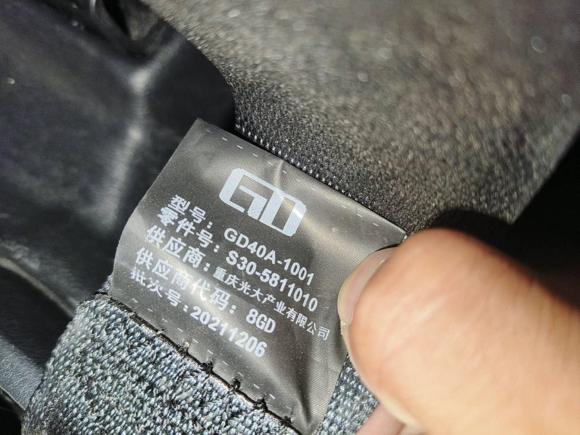 GD
型号: GD40A-1001
零件号: S30-5811010
供应商: 重庆光大产业有限公司
供应商代码: 8GD
批次号: 20211206